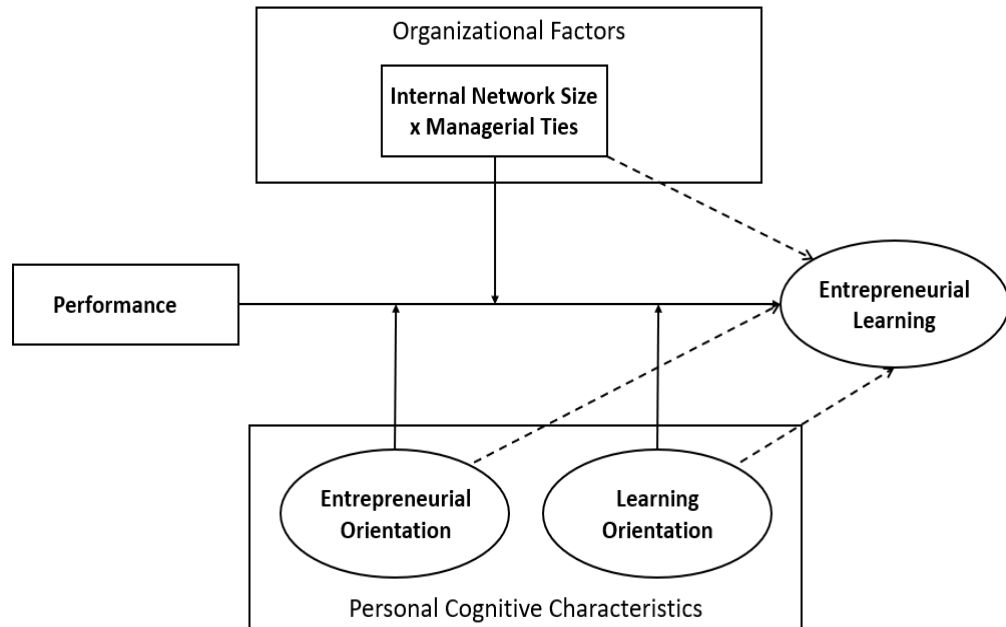 Organizational Factors
Internal Network Size
x Managerial Ties
Performance
Entrepreneurial
Learning
Entrepreneurial
Orientation
Learning
Orientation
Personal Cognitive Characteristics